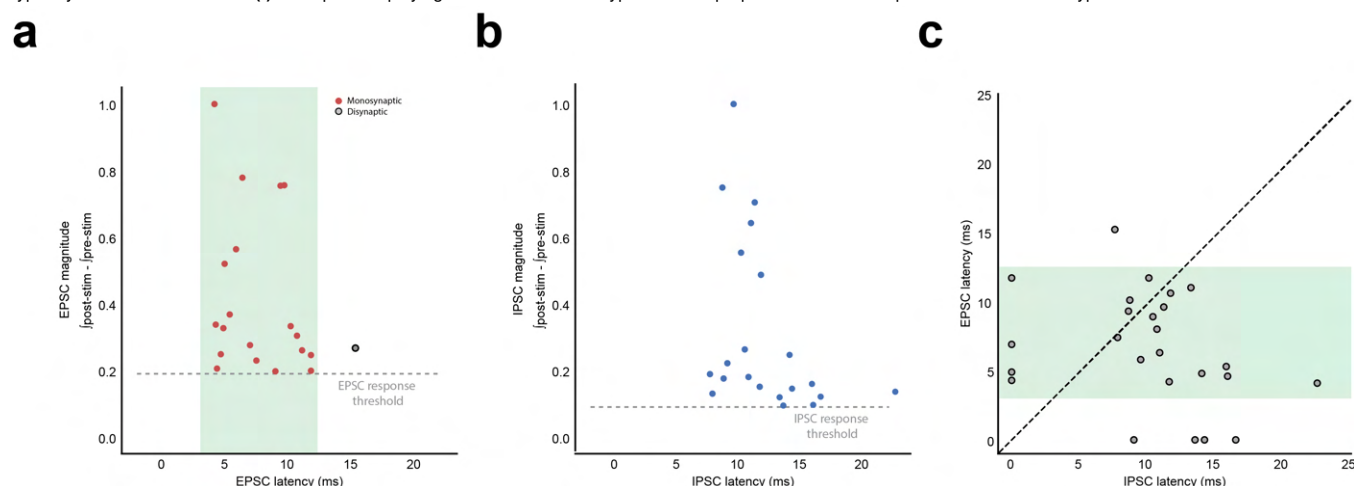 a
b
c
EPSC magnitude
∫post-stim - ∫pre-stim
1.0
0.8
0.6
0.4
0.2
0.0
Monosynaptic
Disynaptic
EPSC response
threshold
0 5 10 15 20
EPSC latency (ms)
IPSC magnitude
∫post-stim - ∫pre-stim
1.0
0.8
0.6
0.4
0.2
0.0
IPSC response
threshold
0 5 10 15 20
IPSC latency (ms)
EPSC latency (ms)
25
20
15
10
5
0
0 5 10 15 20 25
IPSC latency (ms)